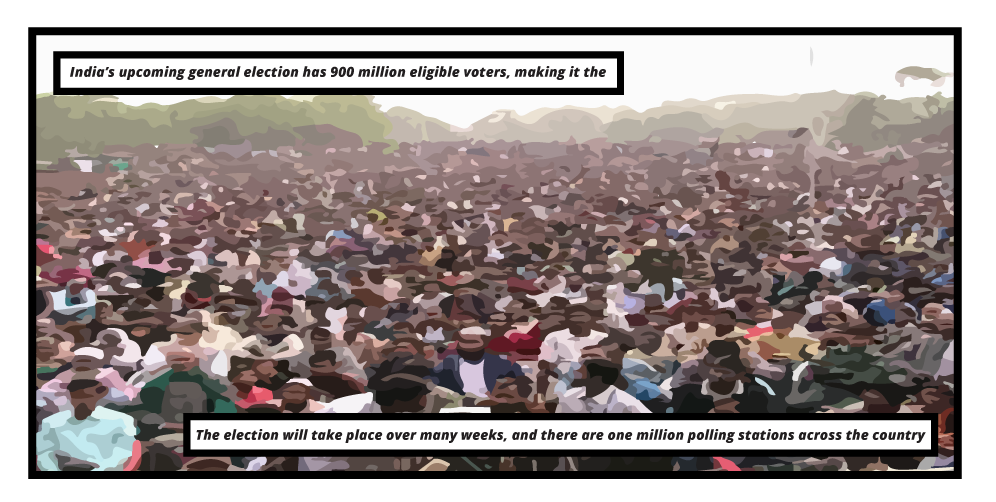 India's upcoming general election has 900 million eligible voters, making it the
The election will take place over many weeks, and there are one million polling stations across the country